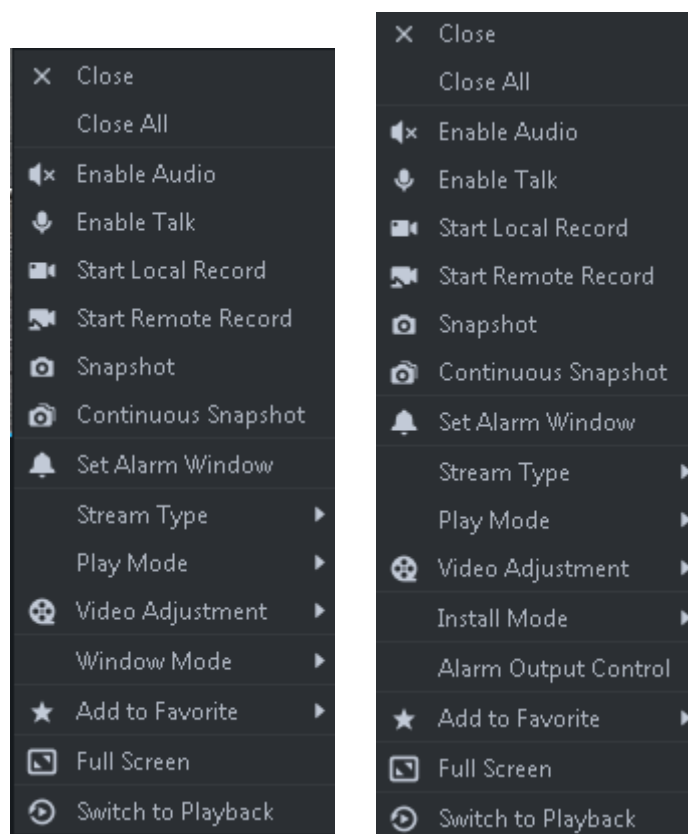 Close
Close All
Enable Audio
Enable Talk
Start Local Record
Start Remote Record
Snapshot
Continuous Snapshot
Set Alarm Window
Stream Type
Play Mode
Video Adjustment
Window Mode
Add to Favorite
Full Screen
Switch to Playback
Close
Close All
Enable Audio
Enable Talk
Start Local Record
Start Remote Record
Snapshot
Continuous Snapshot
Set Alarm Window
Stream Type
Play Mode
Video Adjustment
Install Mode
Alarm Output Control
Add to Favorite
Full Screen
Switch to Playback